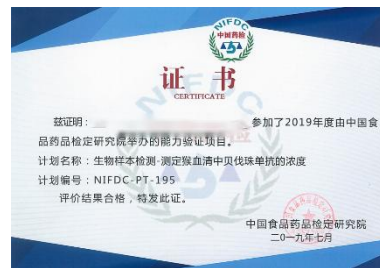 NIFDC
中国药检
证 书
CERTIFICATE
兹证明： 参加了2019年度由中国食
品药品检定研究院举办的能力验证项目。
计划名称：生物样本检测-测定猴血清中贝伐珠单抗的浓度
计划编号：NIFDC-PT-195
评价结果合格，特发此证。
中国食品药品检定研究院
二〇一九年七月